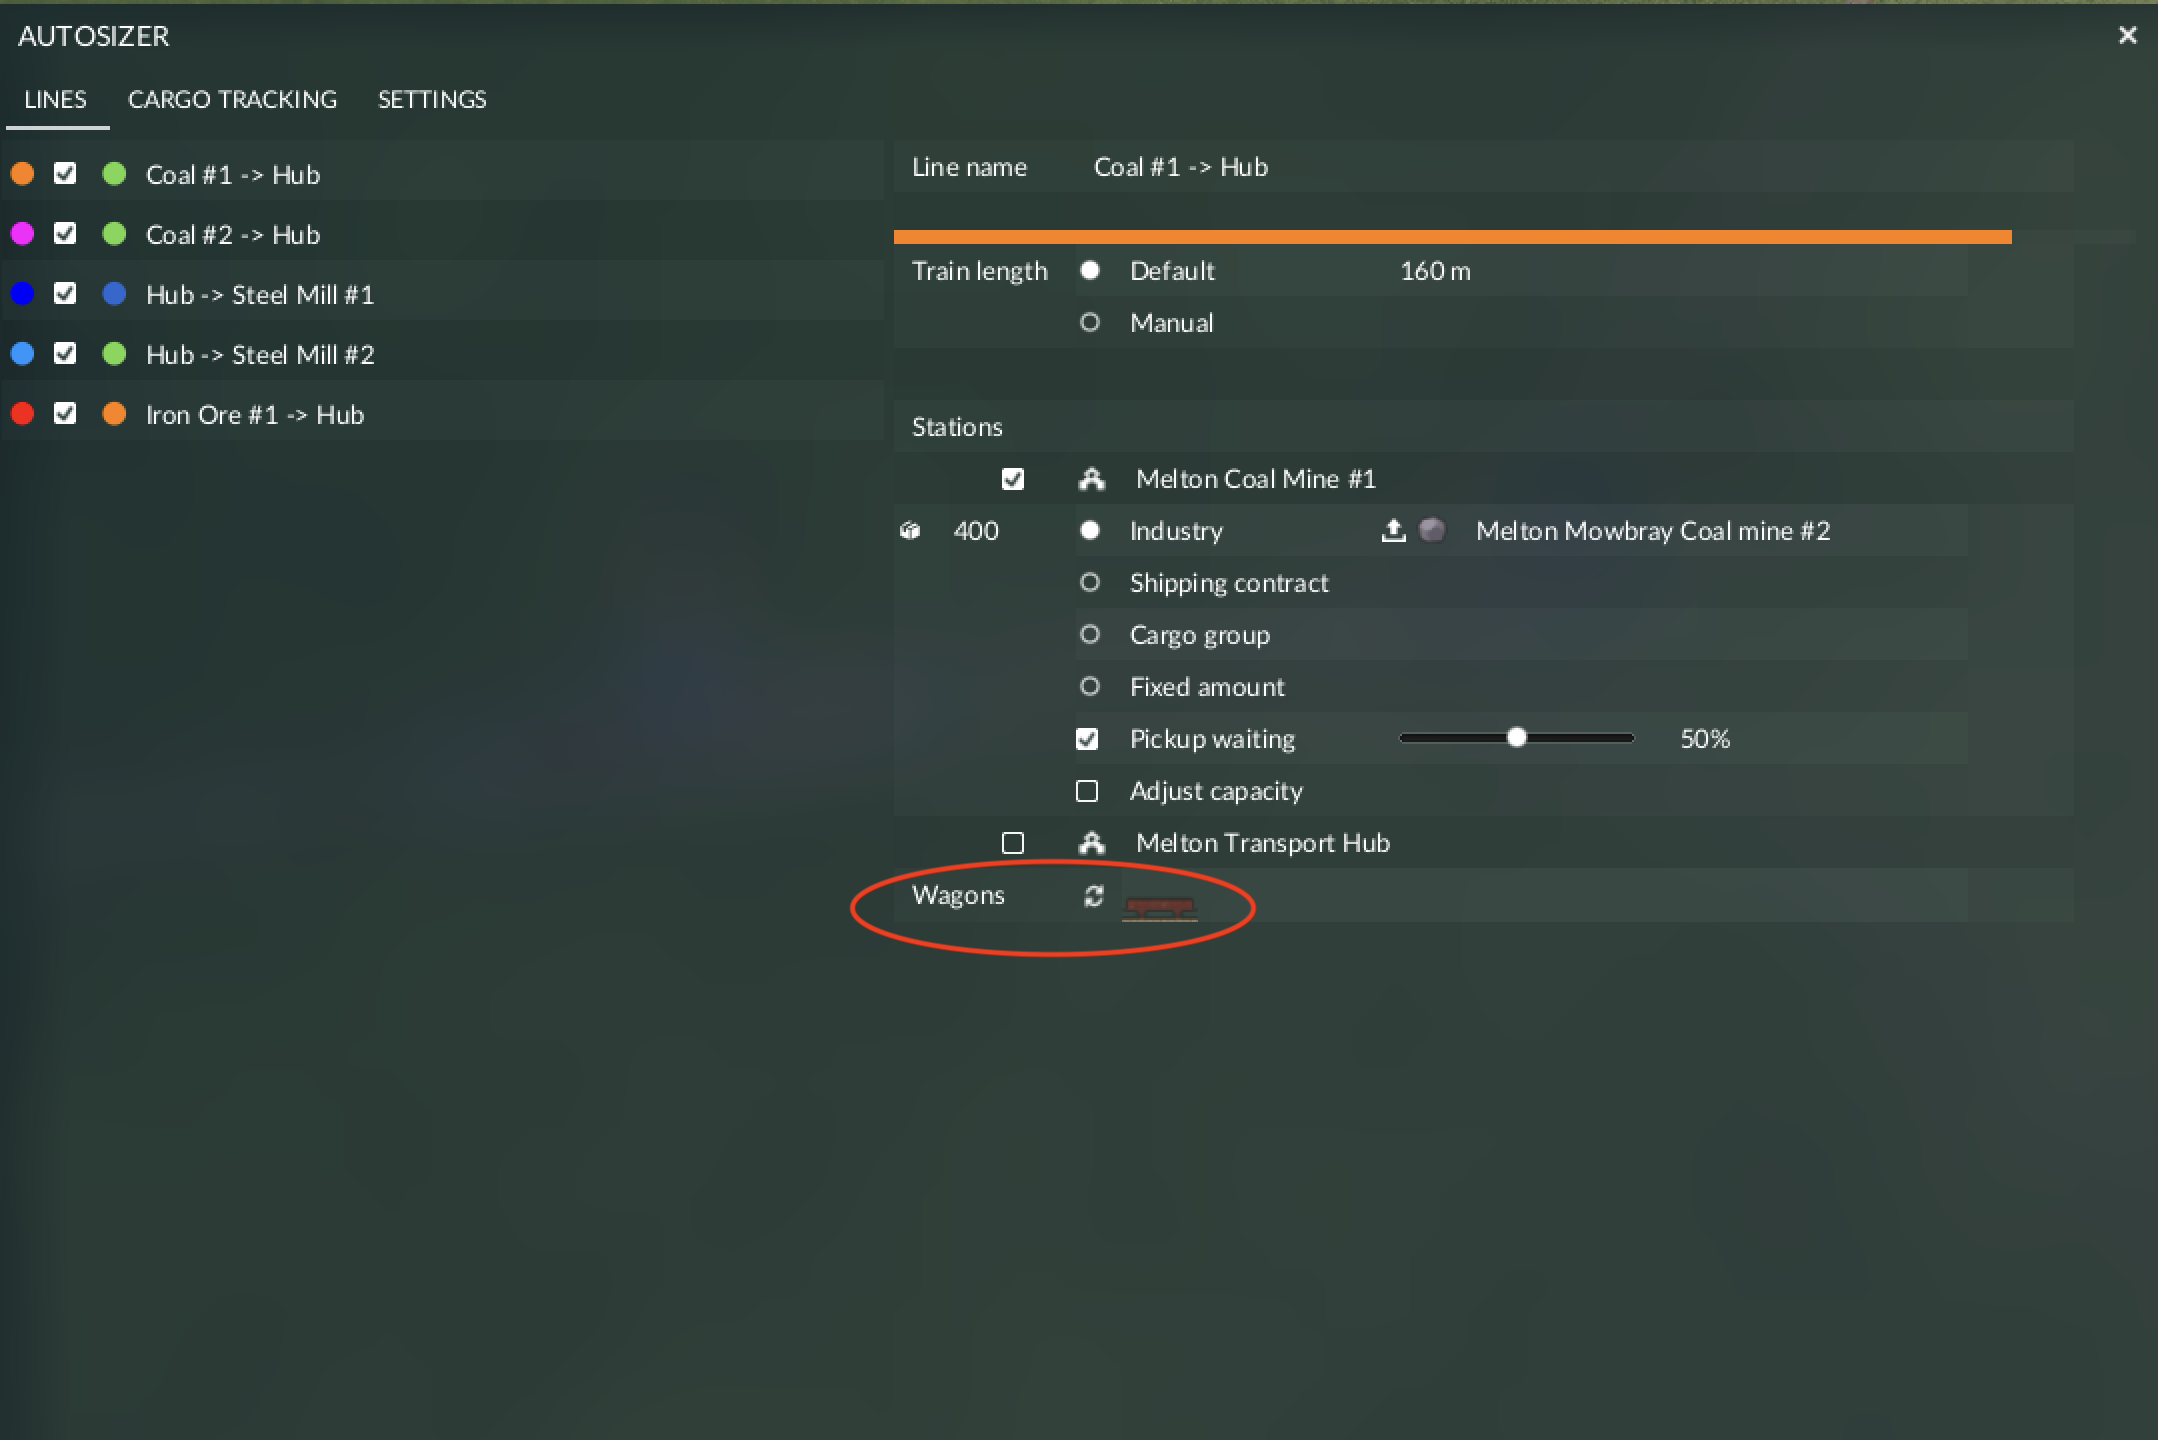 AUTOSIZER
LINES CARGO TRACKING SETTINGS
Coal #1 -> Hub
Coal #2 -> Hub
Hub -> Steel Mill #1
Hub -> Steel Mill #2
Iron Ore #1 -> Hub
Line name Coal #1 -> Hub
Train length Default 160 m
Manual
Stations
Melton Coal Mine #1
400 Industry Melton Mowbray Coal mine #2
Shipping contract
Cargo group
Fixed amount
Pickup waiting 50%
Adjust capacity
Melton Transport Hub
Wagons